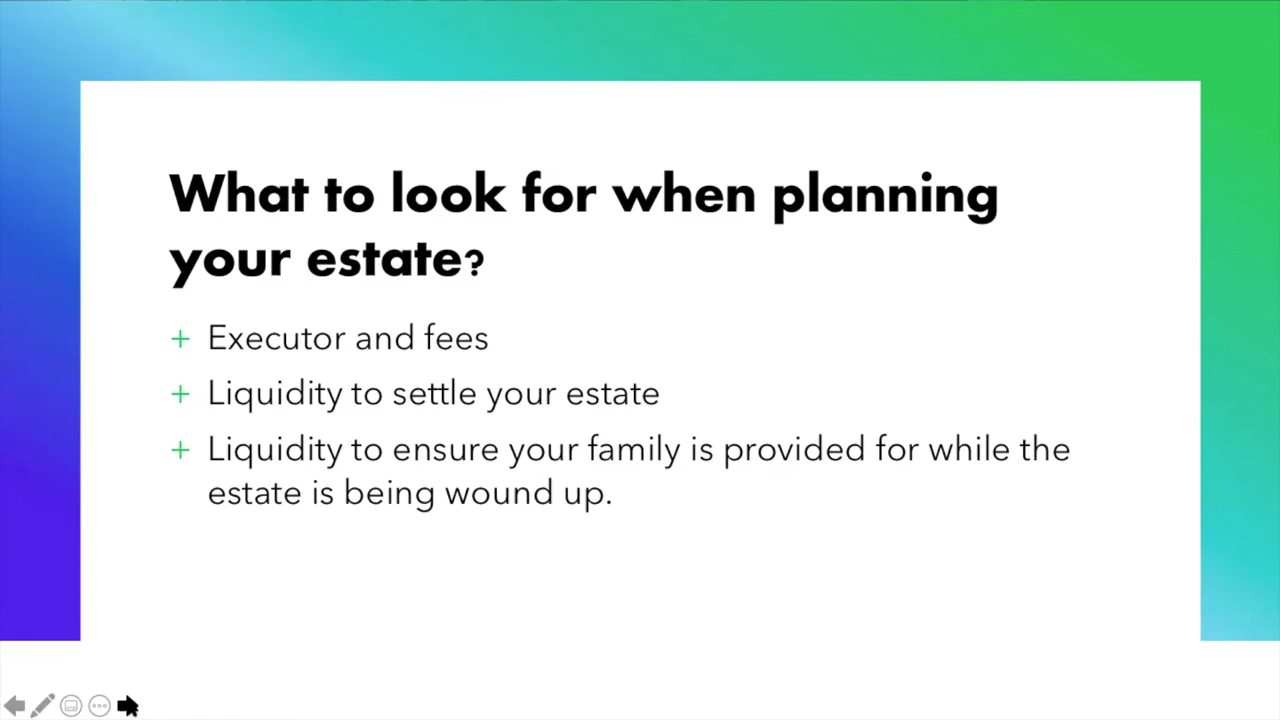 What to look for when planning
your estate?
+ Executor and fees
+ Liquidity to settle your estate
+ Liquidity to ensure your family is provided for while the
estate is being wound up.